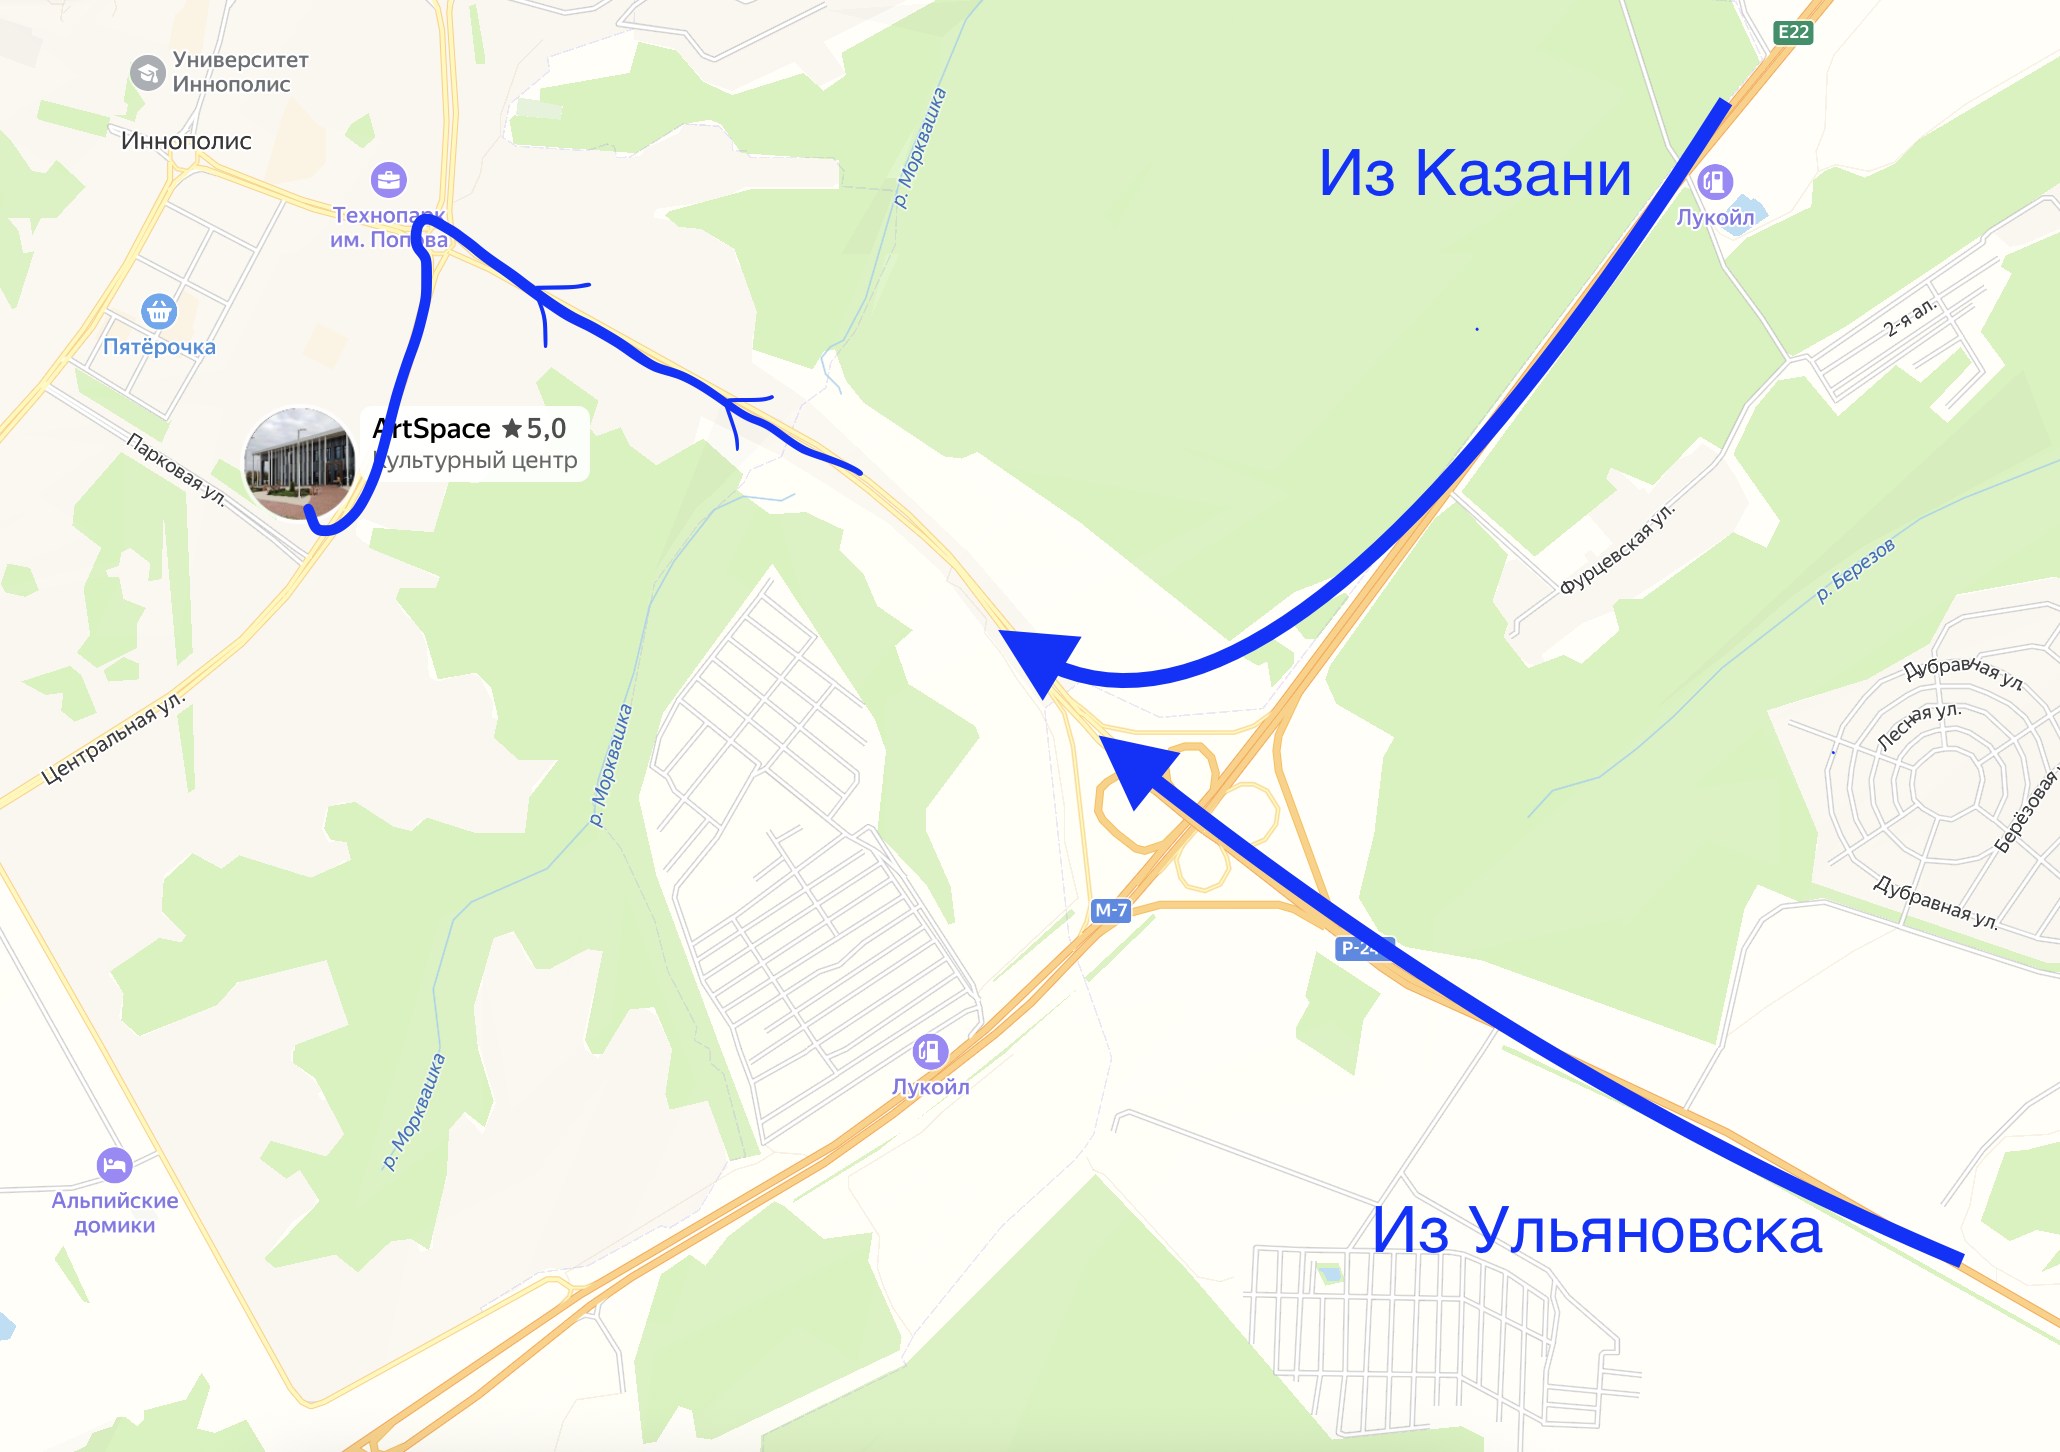 E22
Университет
Иннополис
Иннополис
р. Морквашка
Из Казани
Технопарк
им. Попова
Лукойл
2-я ал.
Пятёрочка
ArtSpace ★ 5,0
Культурный центр
Парковая ул.
Фурцевская ул.
р. Березов
Дубравная ул.
Лесная ул.
Берёзовая
Центральная ул.
р. Морквашка
Дубравная ул.
М-7
Р-24
Лукойл
р. Морквашка
Альпийские
домики
Из Ульяновска